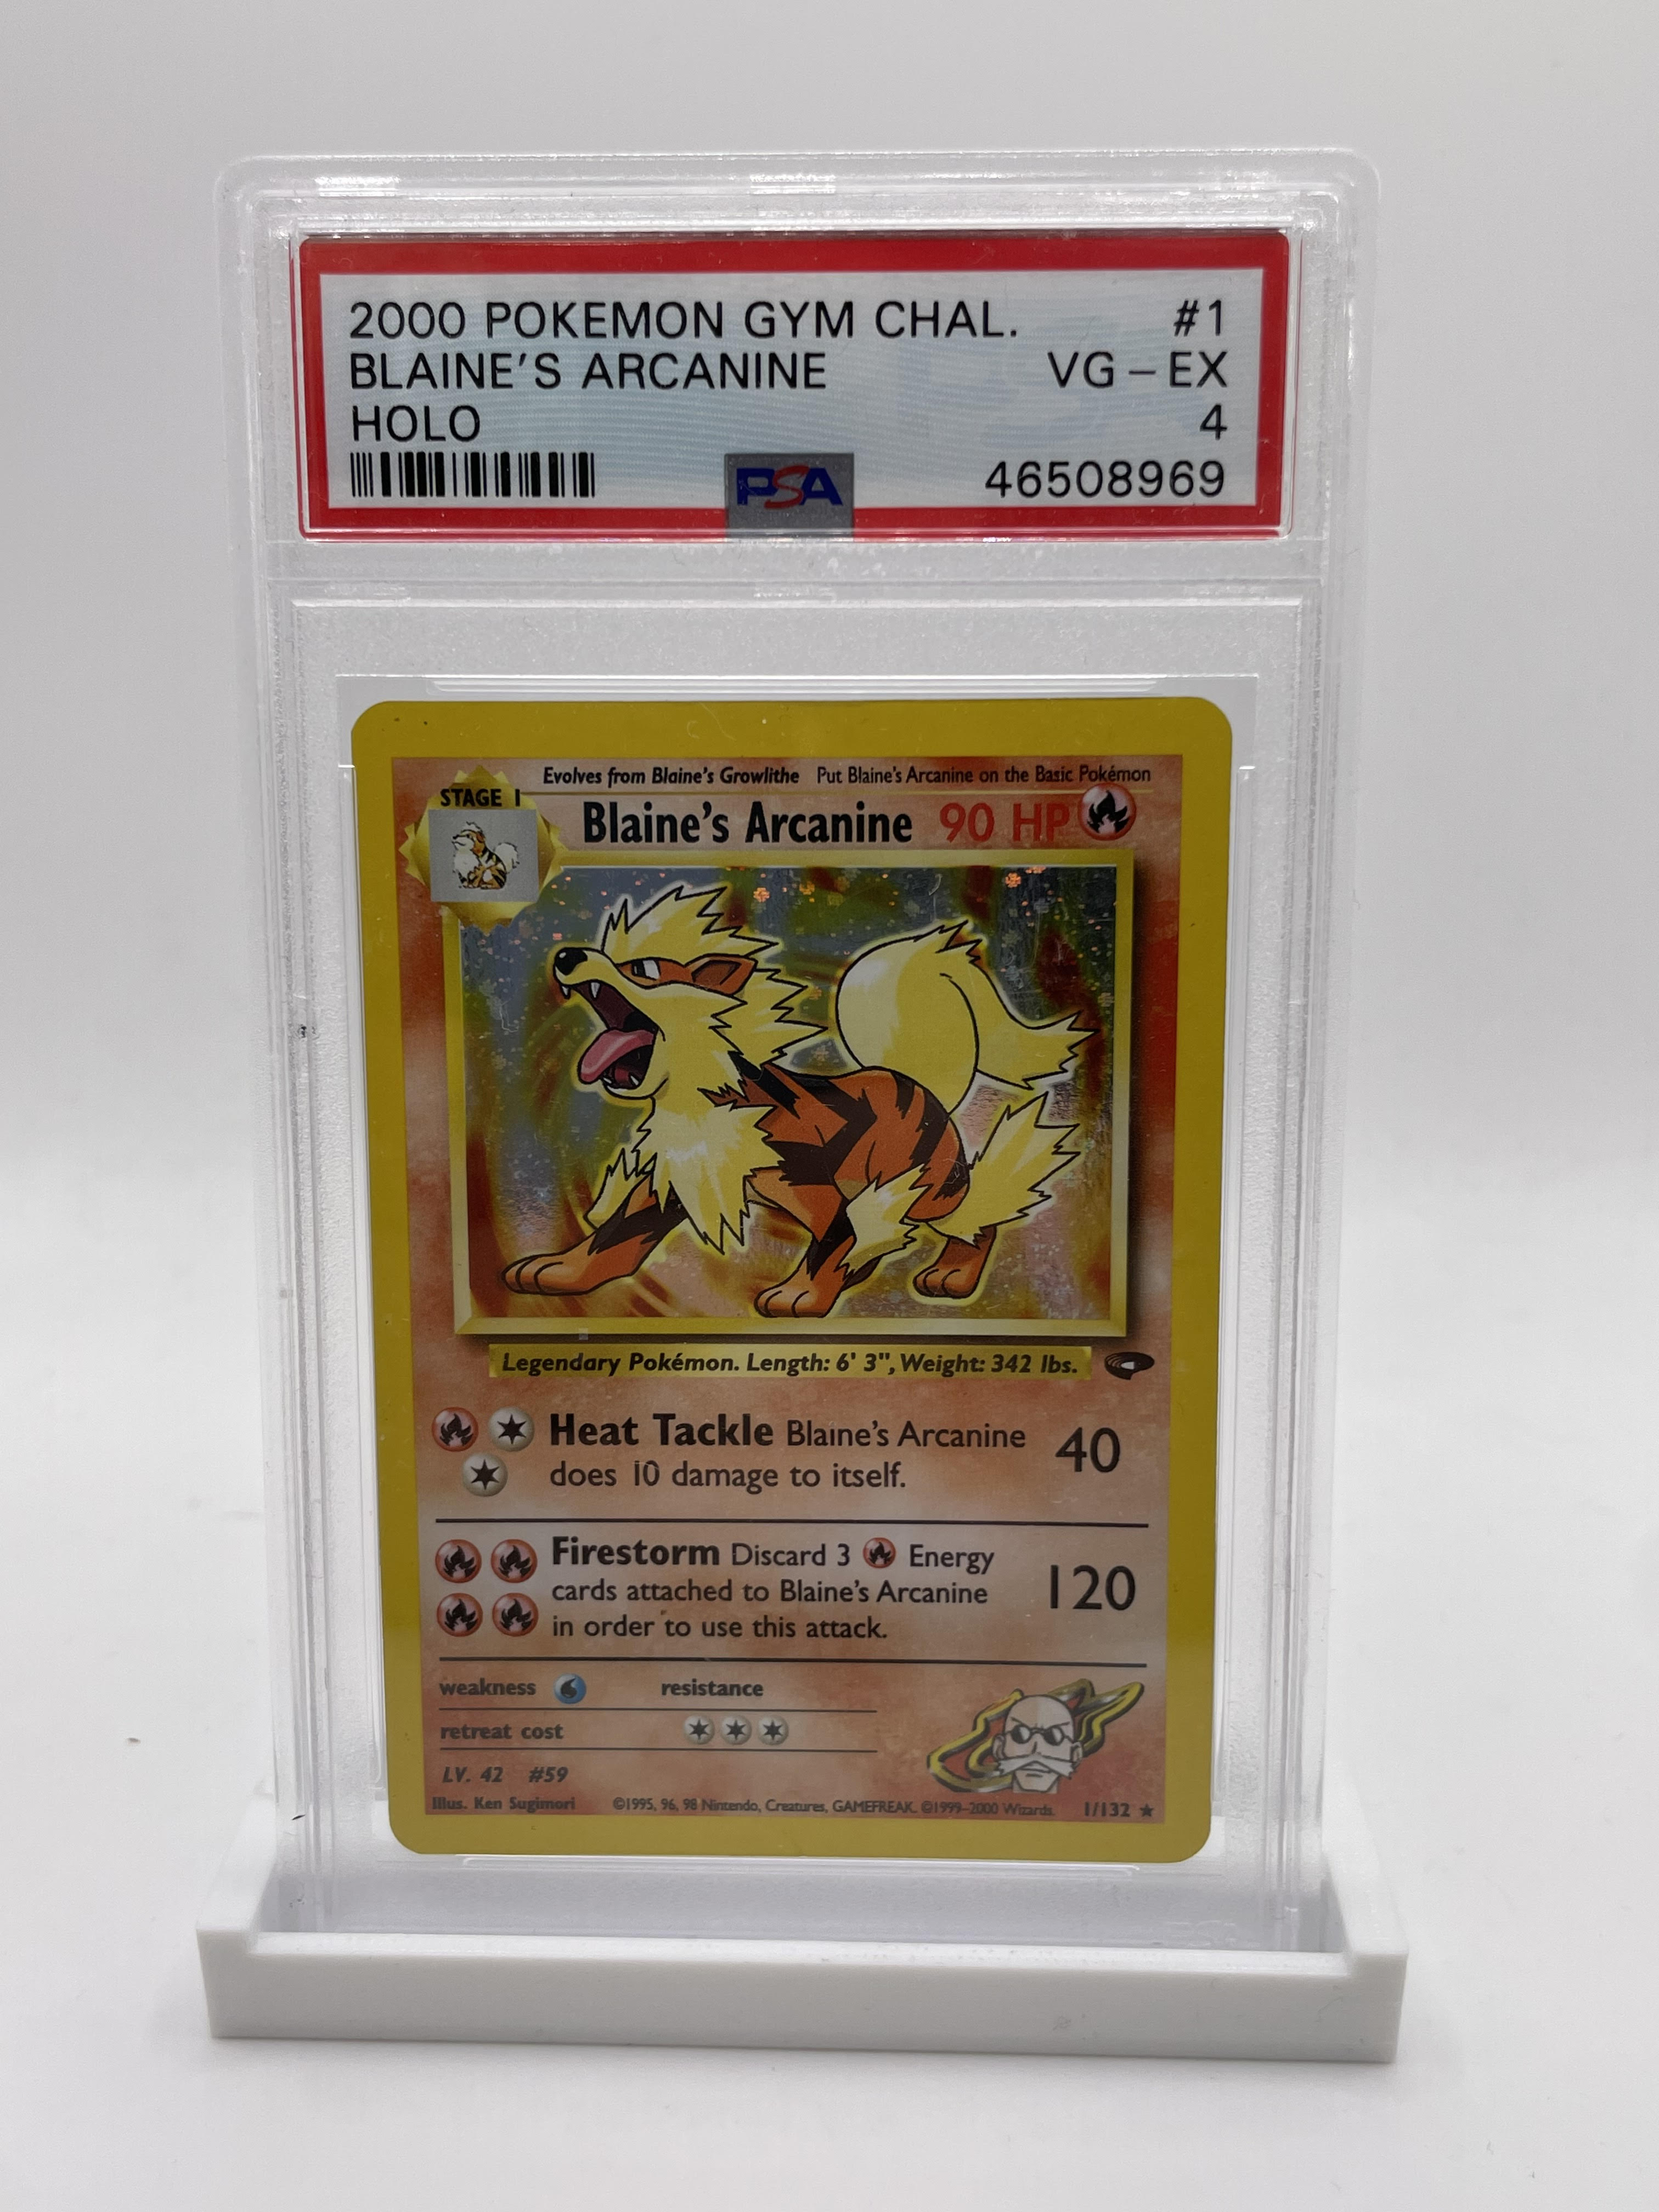 2000 POKEMON GYM CHAL. #1
BLAINE'S ARCANINE VG - EX
HOLO 4
PSA 46508969
Evolves from Blaine's Growlithe Put Blaine's Arcanine on the Basic Pokémon
STAGE 1
Blaine's Arcanine 90 HP
Legendary Pokémon. Length: 6' 3", Weight: 342 lbs.
Heat Tackle Blaine's Arcanine 40
does 10 damage to itself.
Firestorm Discard 3 Energy
cards attached to Blaine's Arcanine 120
in order to use this attack.
weakness resistance
retreat cost
LV. 42 #59
Illus. Ken Sugimori ©1995, 96, 98 Nintendo, Creatures, GAMEFREAK. ©1999-2000 Wizards. 1/132 ★